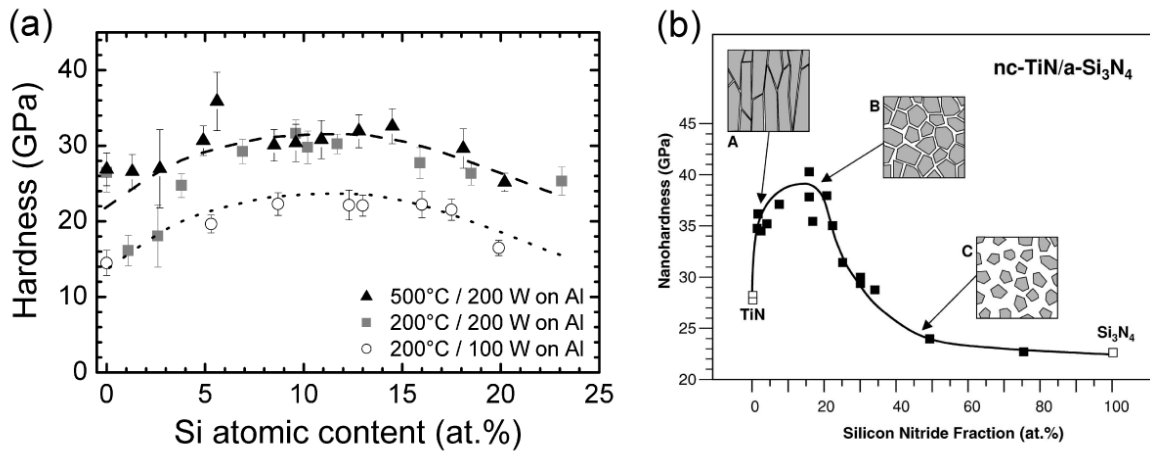 (a)
Hardness (GPa)
40
30
20
10
0
0 5 10 15 20 25
Si atomic content (at.%)
500°C / 200 W on Al
200°C / 200 W on Al
200°C / 100 W on Al
(b)
nc-TiN/a-Si₃N₄
A
B
C
Nanohardness (GPa)
45
40
35
30
25
20
TiN
Si₃N₄
0 20 40 60 80 100
Silicon Nitride Fraction (at.%)